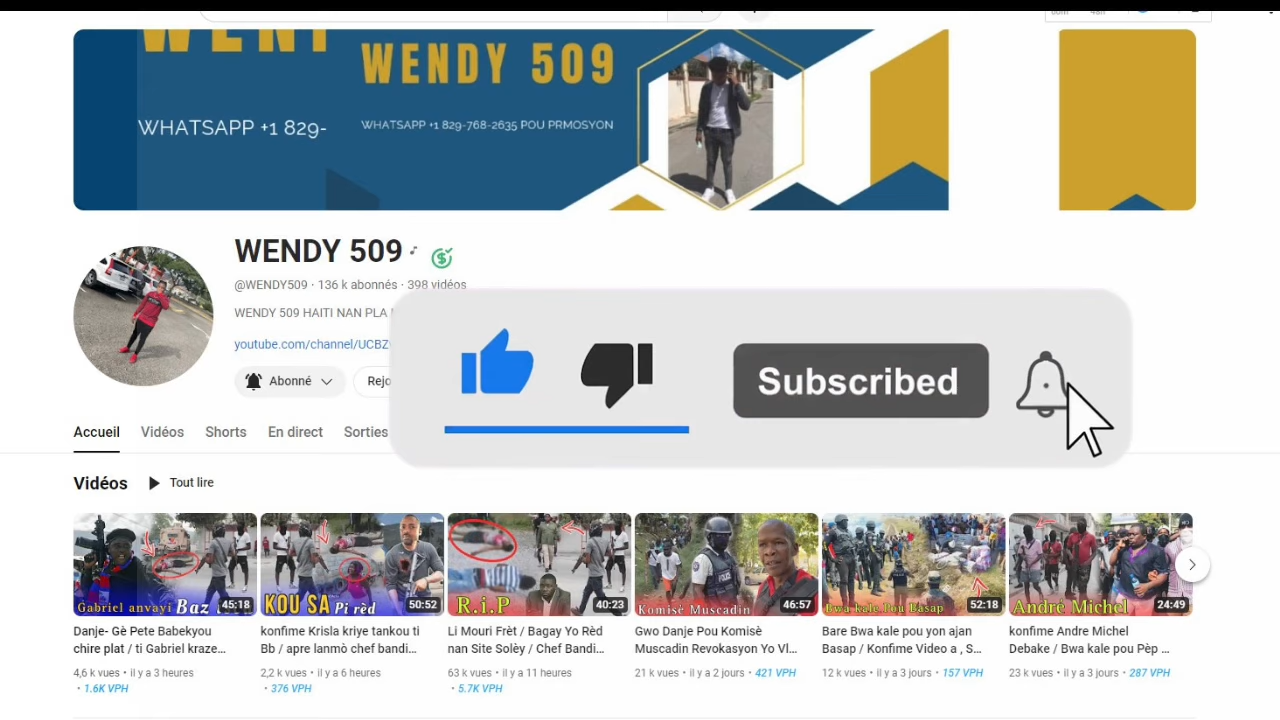 WENDY 509
WHATSAPP +1 829-
WHATSAPP +1 829-768-2635 POU PRMOSYON
WENDY 509
@WENDY509 · 136 k abonnés · 398 vidéos
WENDY 509 HAITI NAN PLA
youtube.com/channel/UCBZ
Abonné
Rejo
Subscribed
Accueil Vidéos Shorts En direct Sorties
Vidéos Tout lire
Gabriel anvayi Baz
45:18
KOU SA Pi rèd
50:52
R.i.P
40:23
Komisè Muscadin
46:57
POLICE
Bwa kale Pou Basap
52:18
Andrè Michel
24:49
Danje- Gè Pete Babekyou
chire plat / ti Gabriel kraze...
4,6 k vues · il y a 3 heures
· 1.6K VPH
konfime Krisla kriye tankou ti
Bb / apre lanmò chef bandi...
2,2 k vues · il y a 6 heures
· 376 VPH
Li Mouri Frèt / Bagay Yo Rèd
nan Site Solèy / Chef Bandi...
63 k vues · il y a 11 heures
· 5.7K VPH
Gwo Danje Pou Komisè
Muscadin Revokasyon Yo Vl...
21 k vues · il y a 2 jours · 421 VPH
Bare Bwa kale pou yon ajan
Basap / Konfime Video a , S...
12 k vues · il y a 3 jours · 157 VPH
konfime Andre Michel
Debake / Bwa kale pou Pèp ...
23 k vues · il y a 3 jours · 287 VPH